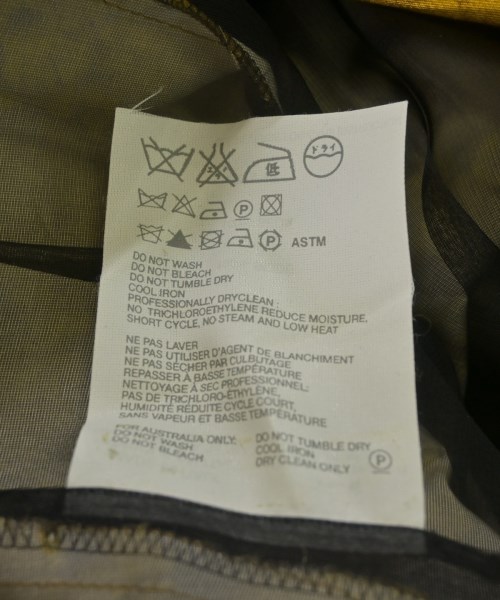 低 ドライ
P
P ASTM
DO NOT WASH
DO NOT BLEACH
DO NOT TUMBLE DRY
COOL IRON
PROFESSIONALLY DRYCLEAN:
NO TRICHLOROETHYLENE REDUCE MOISTURE.
SHORT CYCLE, NO STEAM AND LOW HEAT
NE PAS LAVER
NE PAS UTILISER D'AGENT DE BLANCHIMENT
NE PAS SÉCHER PAR CULBUTAGE
REPASSER À BASSE TEMPÉRATURE
NETTOYAGE À SEC PROFESSIONNEL:
PAS DE TRICHLORO-ÉTHYLÈNE,
HUMIDITÉ RÉDUITE CYCLE COURT,
SANS VAPEUR ET BASSE TEMPÉRATURE
FOR AUSTRALIA ONLY: DO NOT TUMBLE DRY
DO NOT WASH COOL IRON
DO NOT BLEACH DRY CLEAN ONLY P